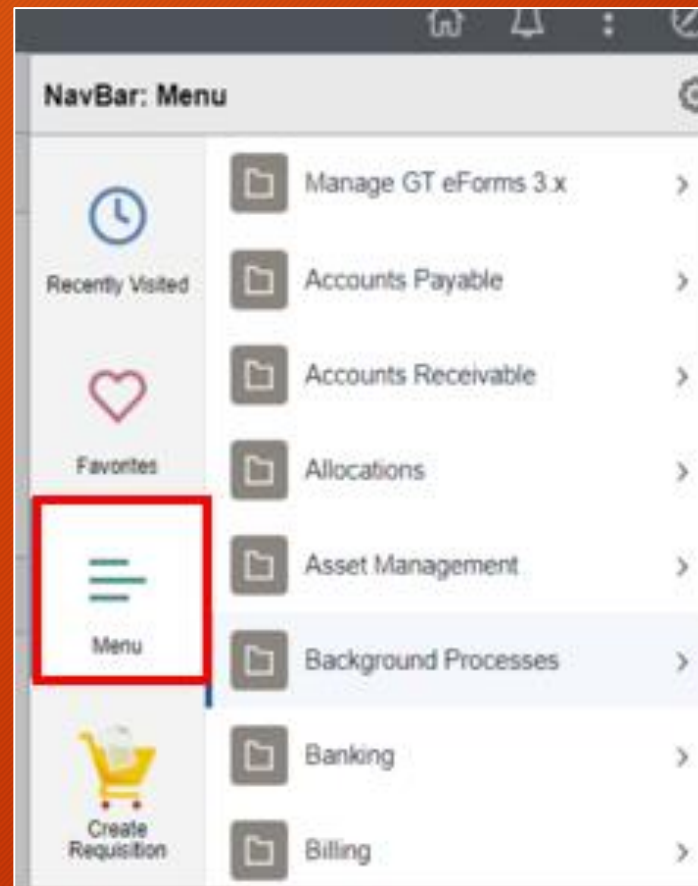 NavBar: Menu
Recently Visited
Favorites
Menu
Create
Requisition
Manage GT eForms 3.x
Accounts Payable
Accounts Receivable
Allocations
Asset Management
Background Processes
Banking
Billing